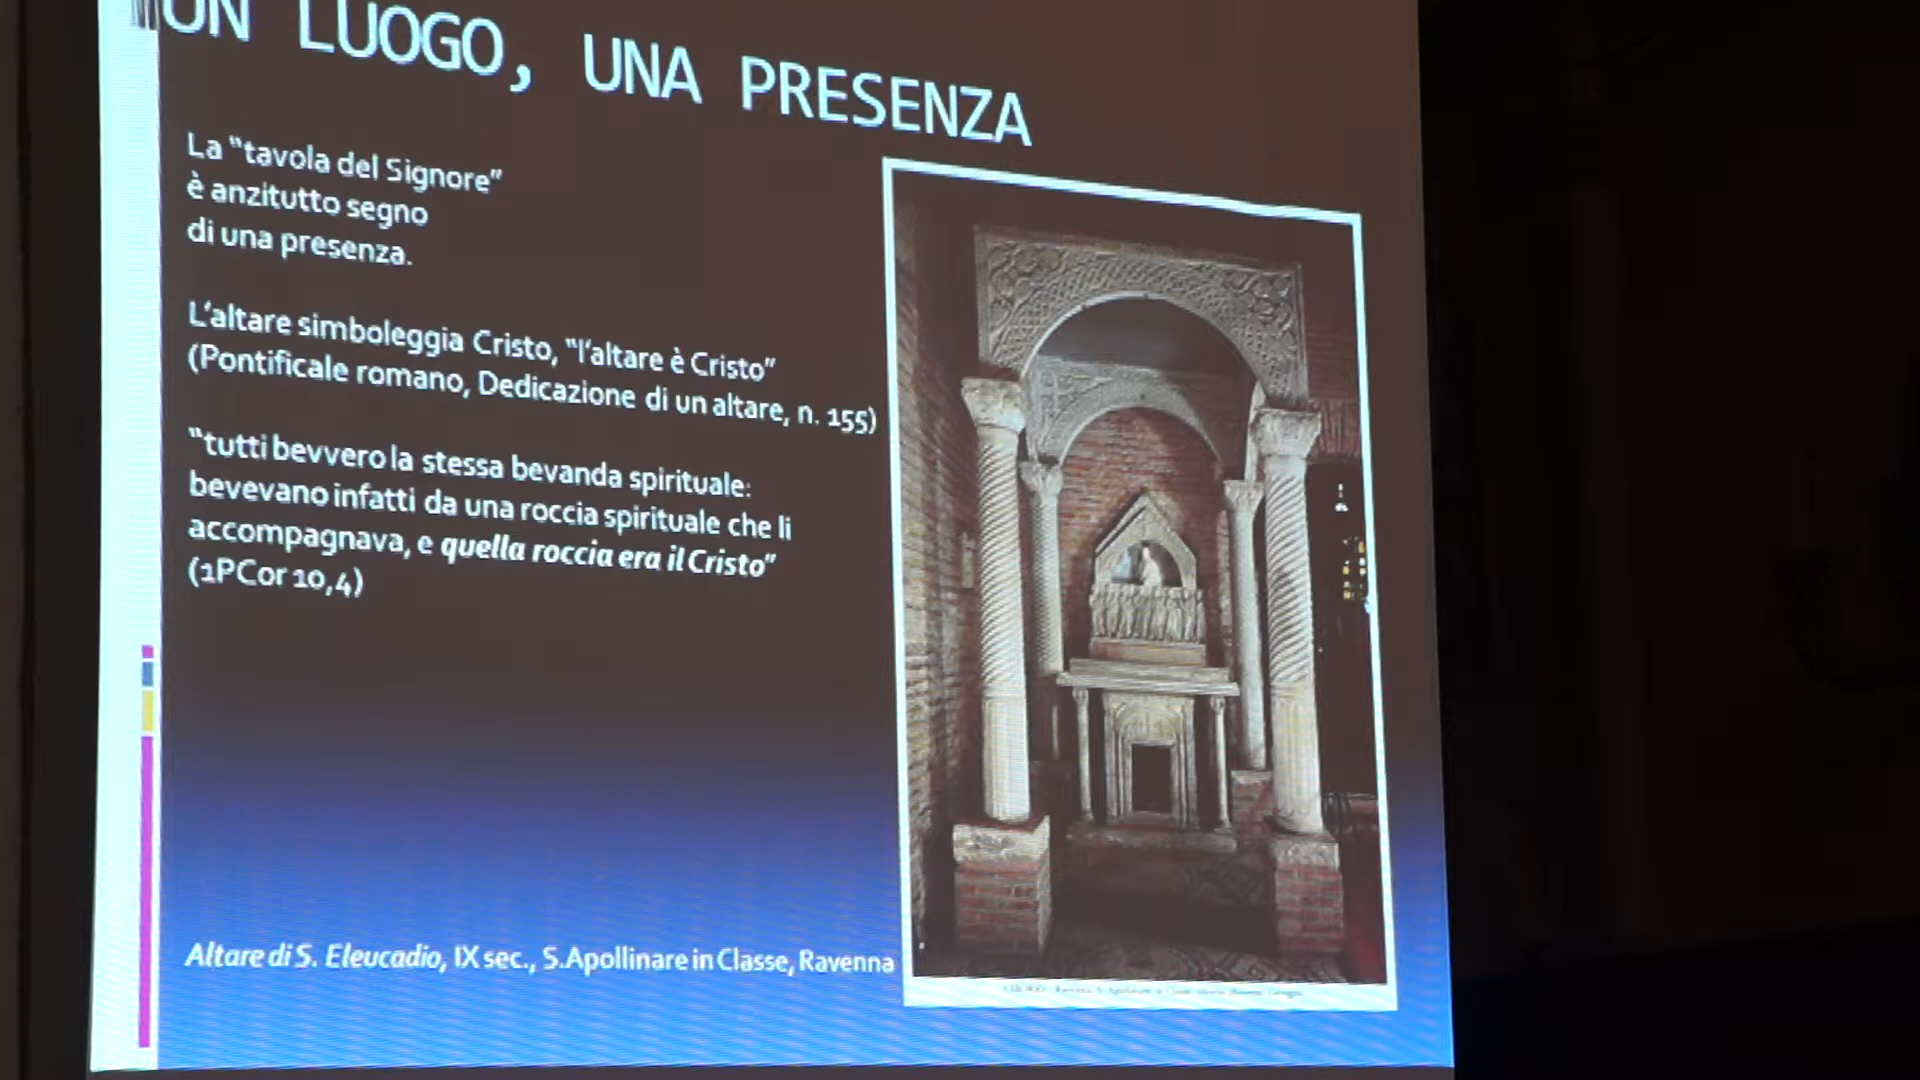 UN LUOGO, UNA PRESENZA
La “tavola del Signore”
è anzitutto segno
di una presenza.
L’altare simboleggia Cristo, “l’altare è Cristo”
(Pontificale romano, Dedicazione di un altare, n. 155)
“tutti bevvero la stessa bevanda spirituale:
bevevano infatti da una roccia spirituale che li
accompagnava, e quella roccia era il Cristo”
(1PCor 10,4)
Altare di S. Eleucadio, IX sec., S.Apollinare in Classe, Ravenna